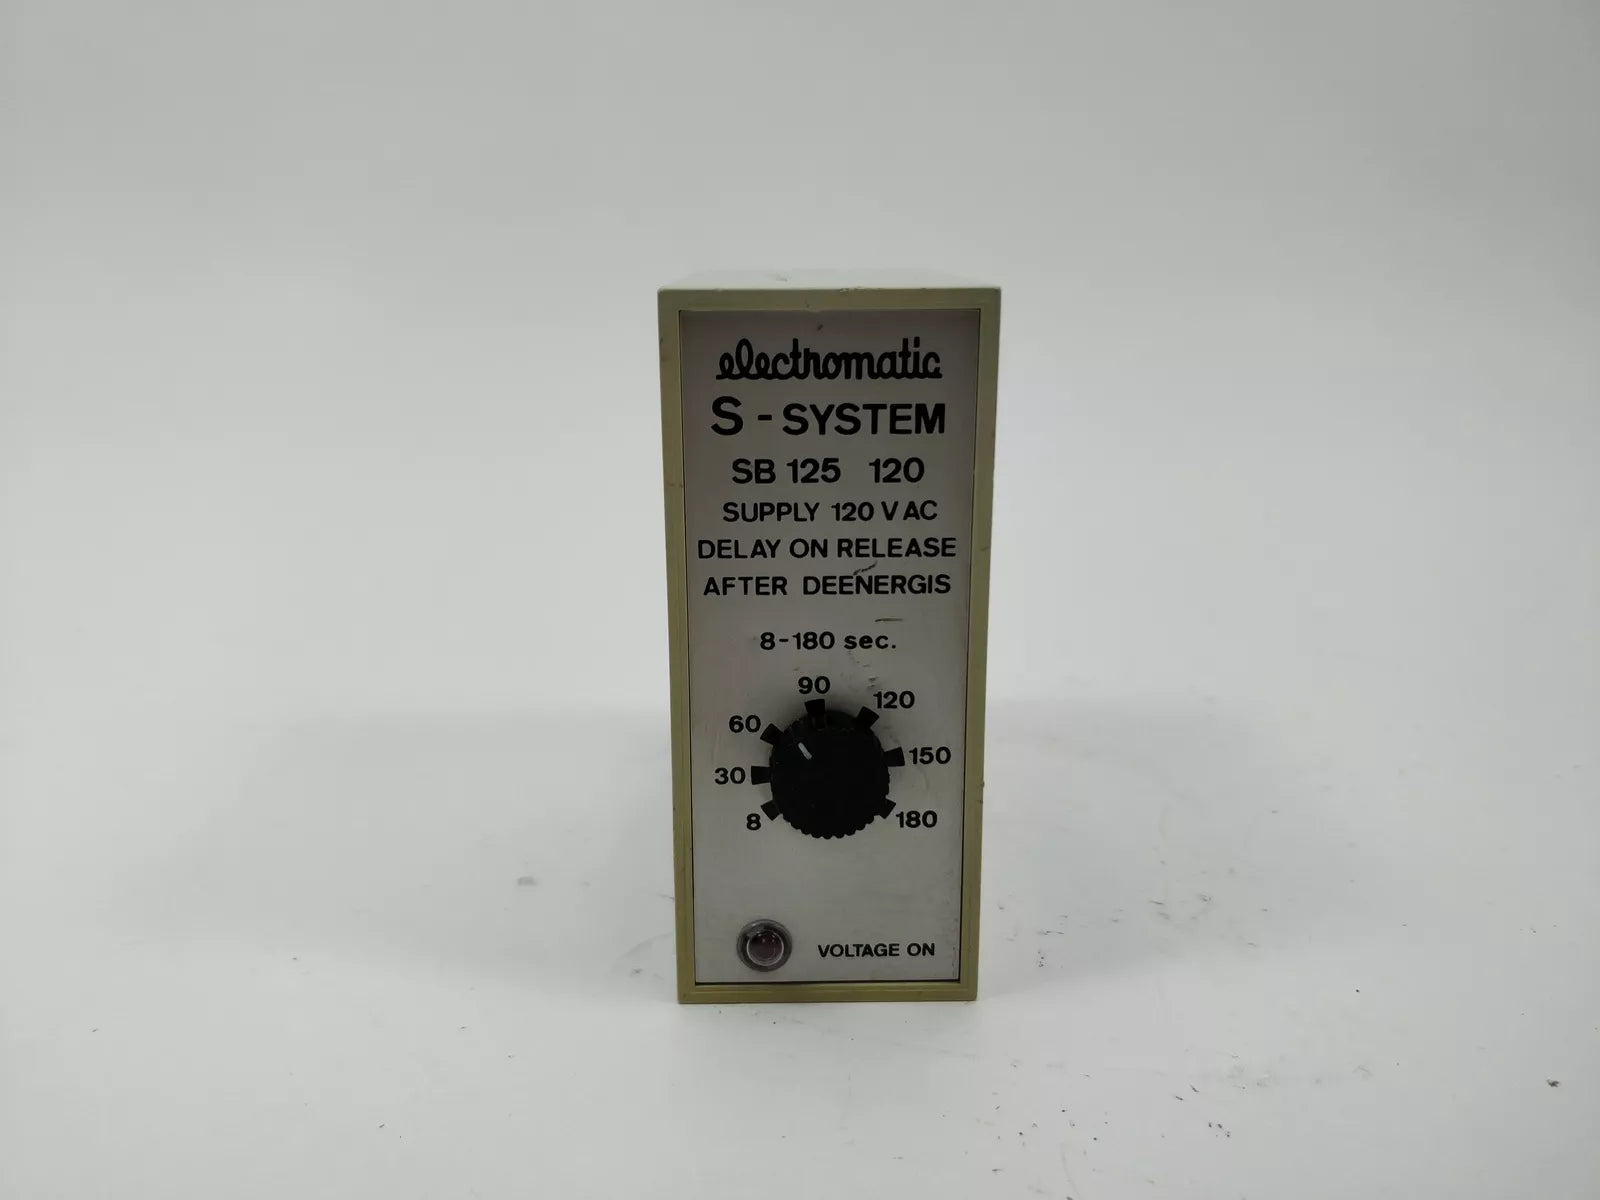 electromatic
S - SYSTEM
SB 125 120
SUPPLY 120 V AC
DELAY ON RELEASE
AFTER DEENERGIS
8-180 sec.
90
60 120
30 150
8 180
VOLTAGE ON